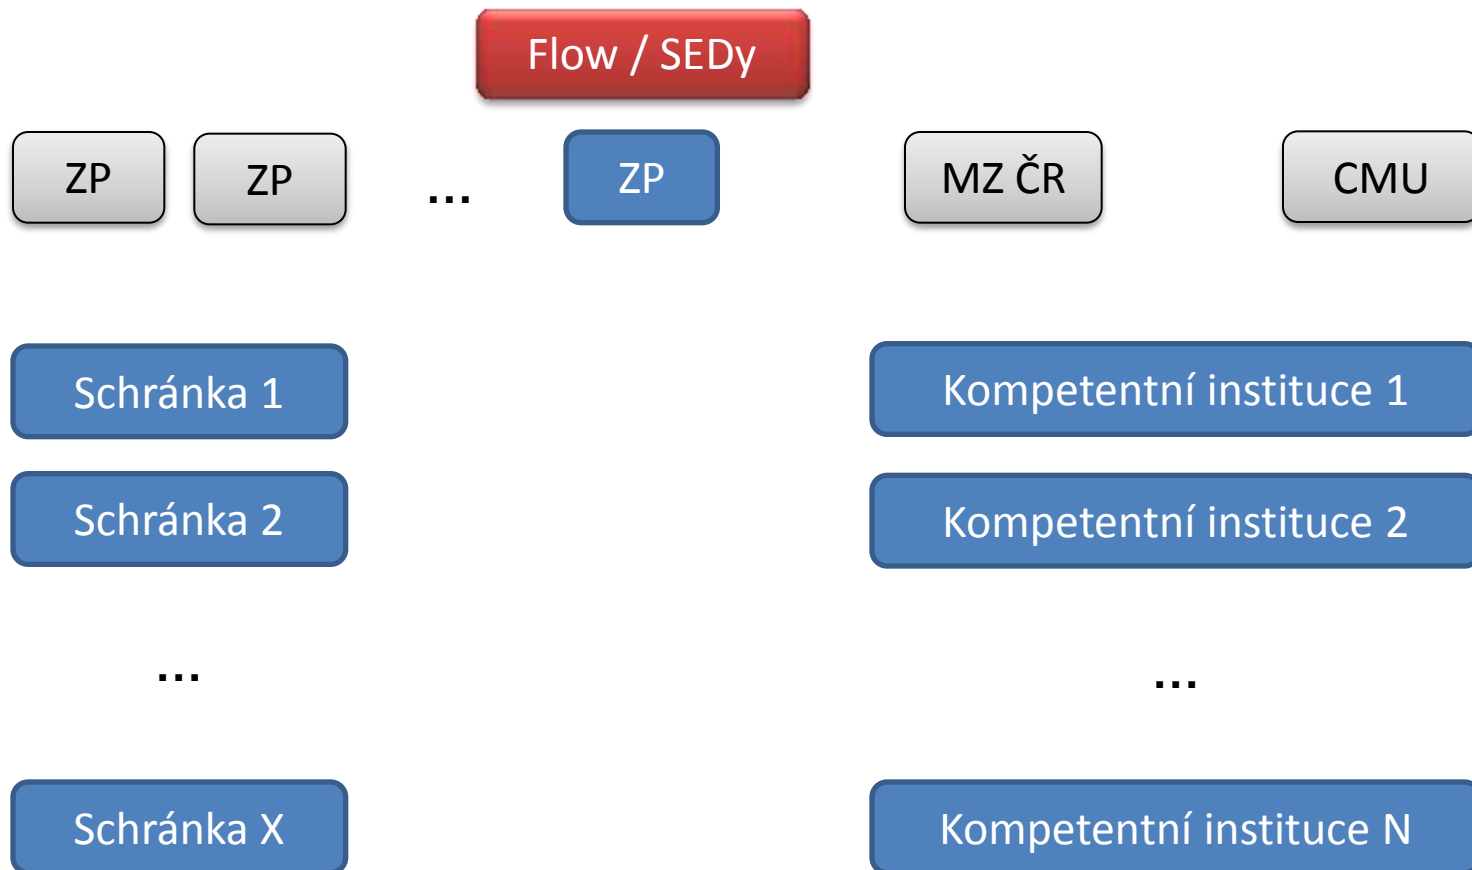 Flow / SEDy
ZP ZP ... ZP MZ ČR CMU
Schránka 1 Kompetentní instituce 1
Schránka 2 Kompetentní instituce 2
... ...
Schránka X Kompetentní instituce N